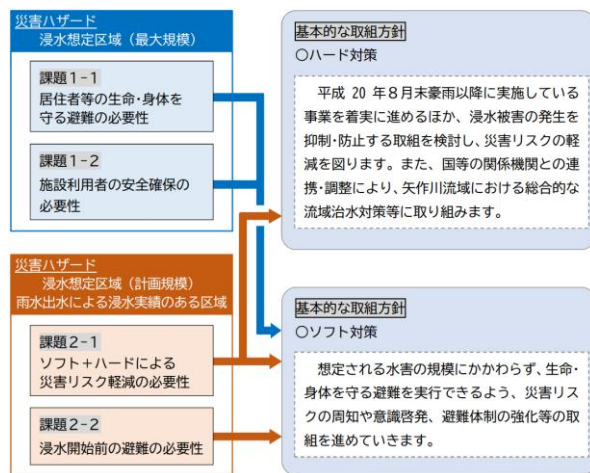 災害ハザード
浸水想定区域（最大規模）
課題1-1
居住者等の生命・身体を
守る避難の必要性
課題1-2
施設利用者の安全確保の
必要性
災害ハザード
浸水想定区域（計画規模）
雨水出水による浸水実績のある区域
課題2-1
ソフト＋ハードによる
災害リスク軽減の必要性
課題2-2
浸水開始前の避難の必要性
基本的な取組方針
〇ハード対策
平成 20 年８月末豪雨以降に実施している
事業を着実に進めるほか、浸水被害の発生を
抑制・防止する取組を検討し、災害リスクの軽
減を図ります。また、国等の関係機関との連
携・調整により、矢作川流域における総合的な
流域治水対策等に取り組みます。
基本的な取組方針
〇ソフト対策
想定される水害の規模にかかわらず、生命・
身体を守る避難を実行できるよう、災害リス
クの周知や意識啓発、避難体制の強化等の取
組を進めていきます。